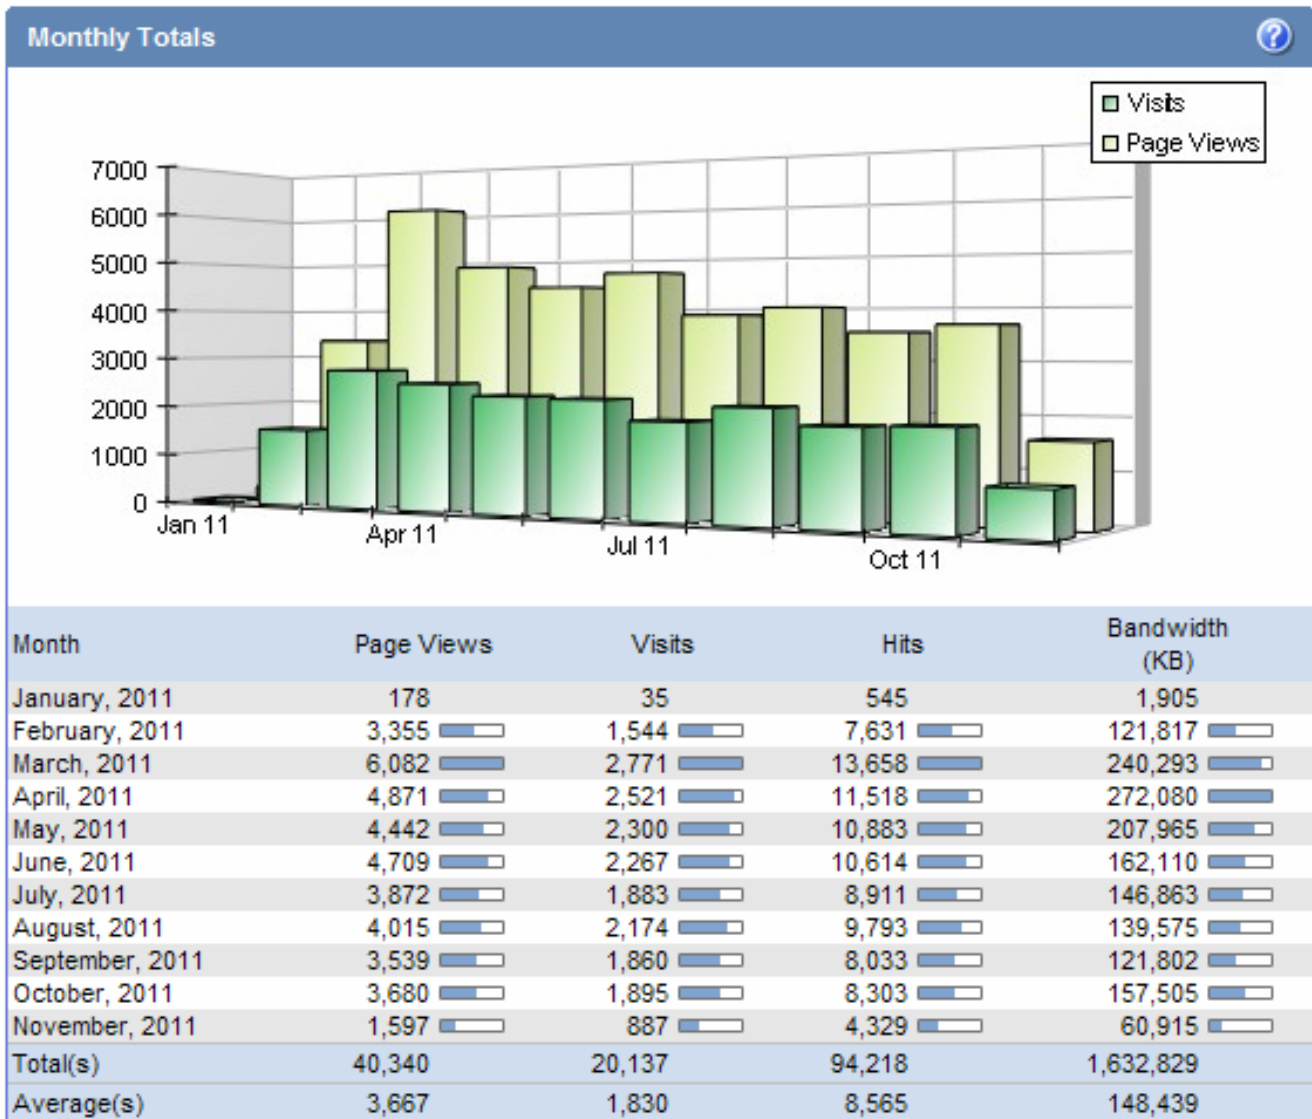 Monthly Totals
?
Visits
Page Views
7000
6000
5000
4000
3000
2000
1000
0
Jan 11
Apr 11
Jul 11
Oct 11
Month Page Views Visits Hits Bandwidth
(KB)
January, 2011 178 35 545 1,905
February, 2011 3,355 1,544 7,631 121,817
March, 2011 6,082 2,771 13,658 240,293
April, 2011 4,871 2,521 11,518 272,080
May, 2011 4,442 2,300 10,883 207,965
June, 2011 4,709 2,267 10,614 162,110
July, 2011 3,872 1,883 8,911 146,863
August, 2011 4,015 2,174 9,793 139,575
September, 2011 3,539 1,860 8,033 121,802
October, 2011 3,680 1,895 8,303 157,505
November, 2011 1,597 887 4,329 60,915
Total(s) 40,340 20,137 94,218 1,632,829
Average(s) 3,667 1,830 8,565 148,439